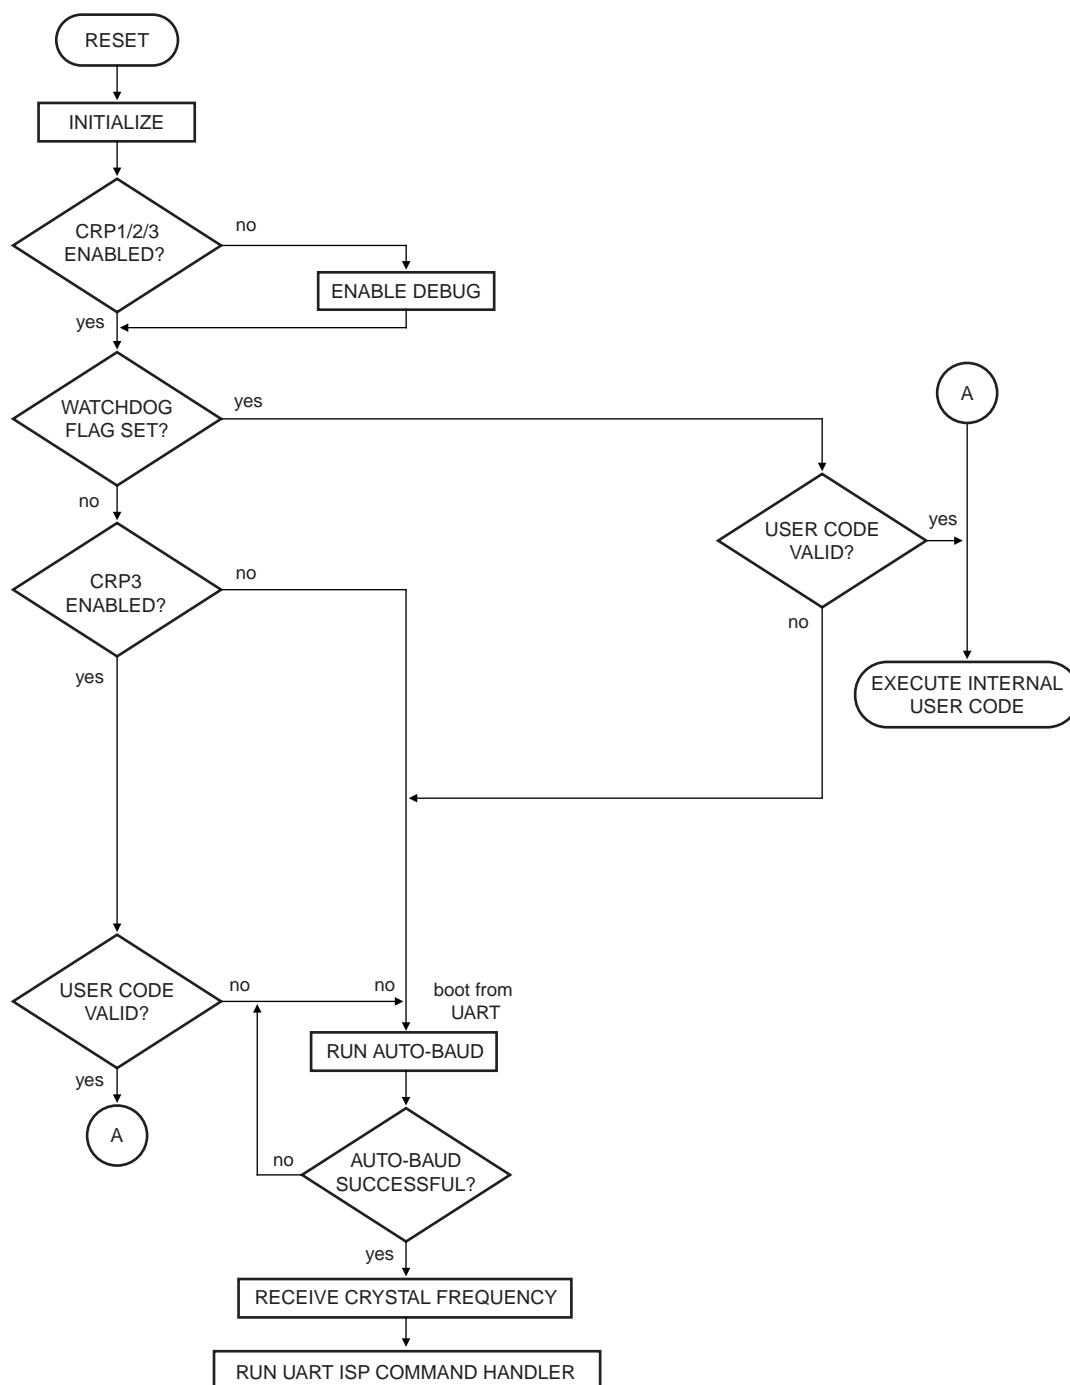 RESET
INITIALIZE
CRP1/2/3
ENABLED?
no
ENABLE DEBUG
yes
WATCHDOG
FLAG SET?
yes
A
no
USER CODE
VALID?
yes
CRP3
ENABLED?
no
no
yes
EXECUTE INTERNAL
USER CODE
USER CODE
VALID?
no
no
boot from
UART
RUN AUTO-BAUD
yes
A
AUTO-BAUD
SUCCESSFUL?
no
yes
RECEIVE CRYSTAL FREQUENCY
RUN UART ISP COMMAND HANDLER